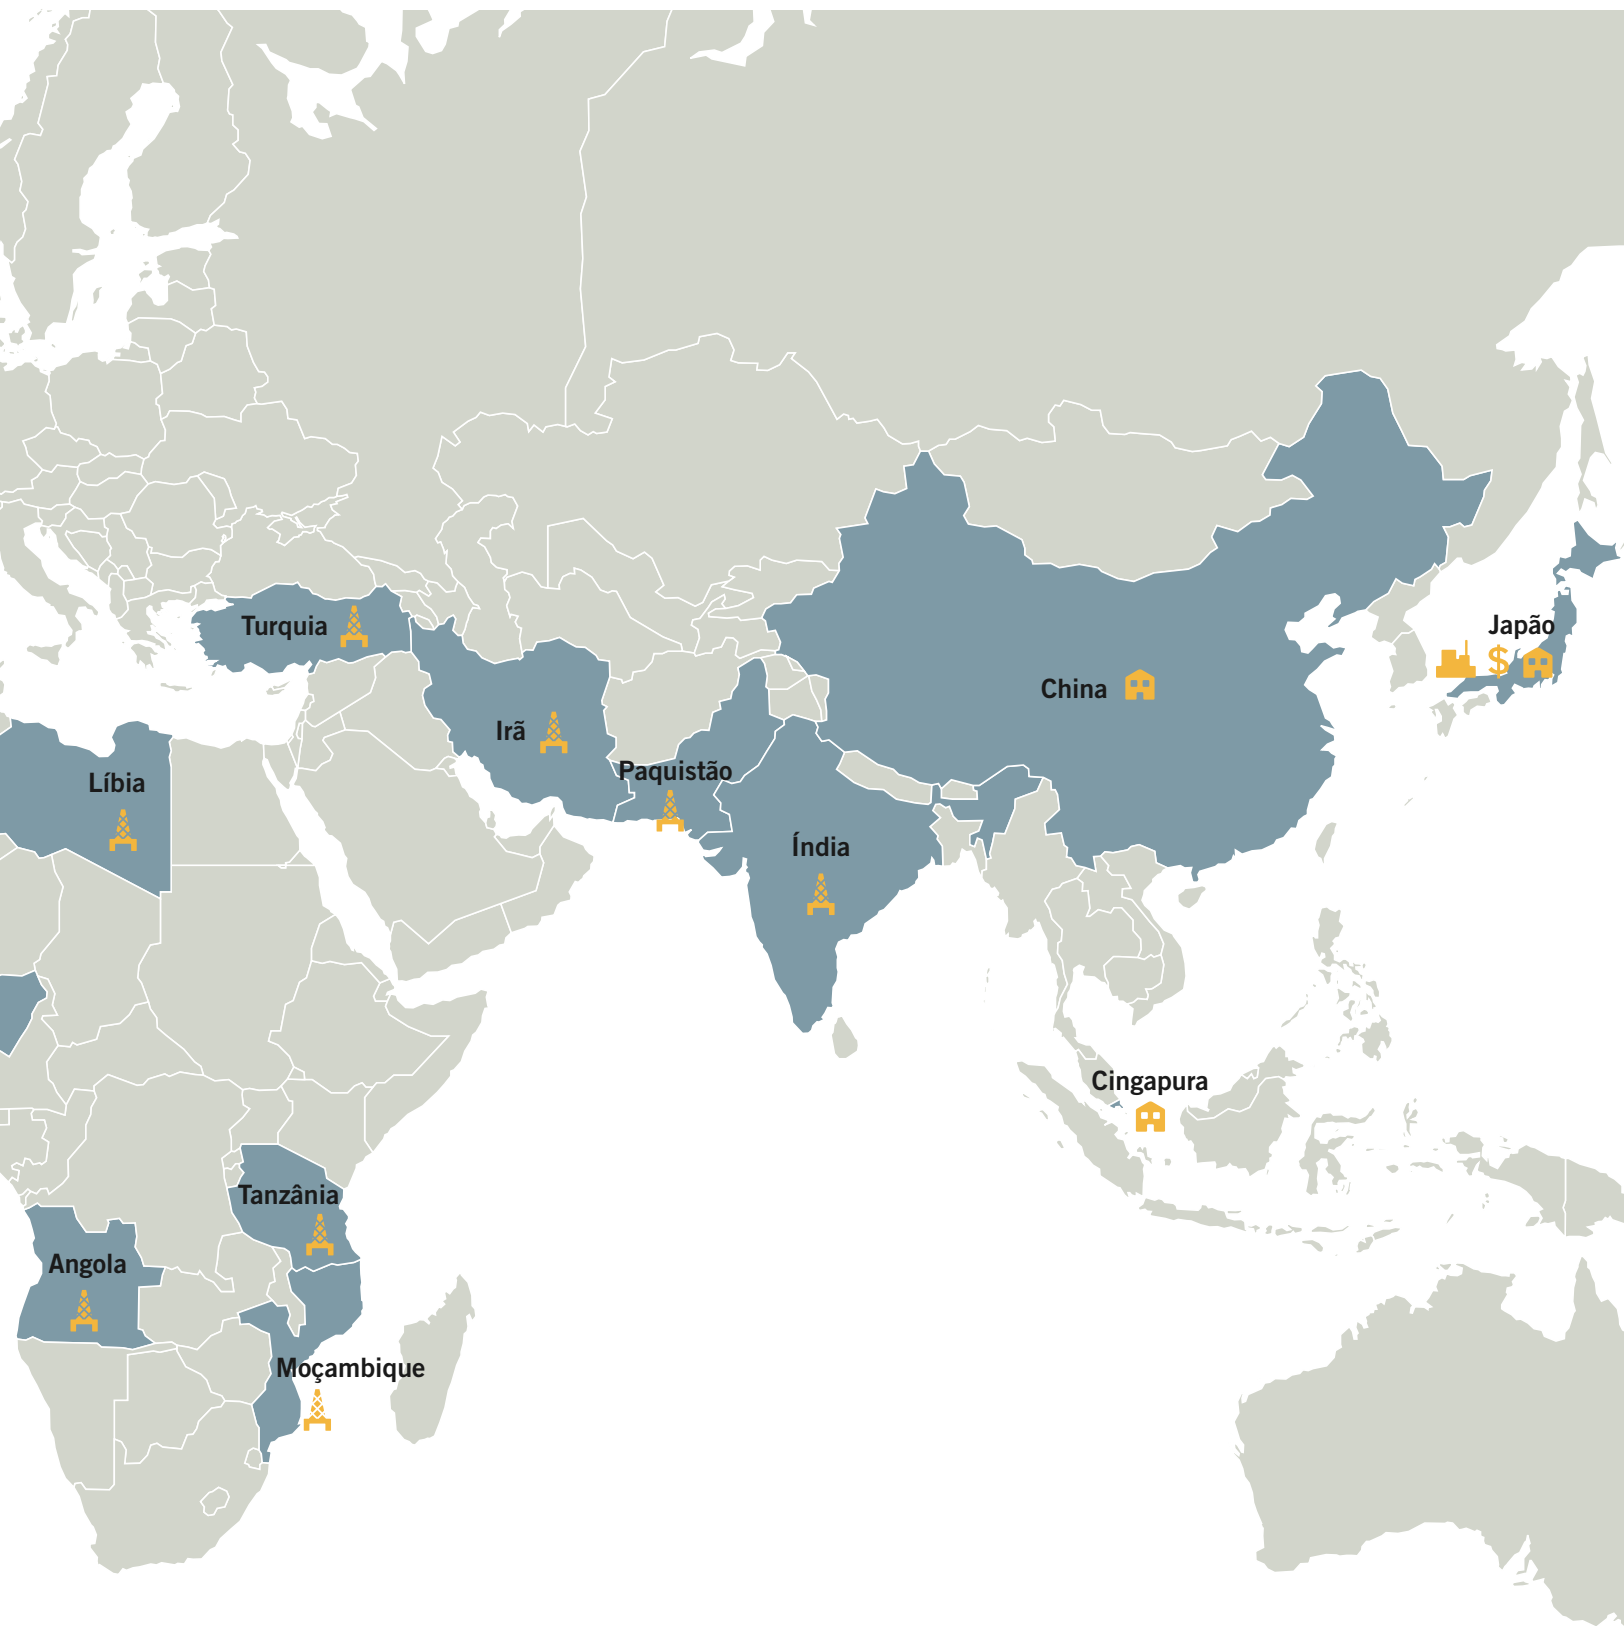 Turquia
Japão
$
China
Irã
Paquistão
Líbia
Índia
Cingapura
Tanzânia
Angola
Moçambique